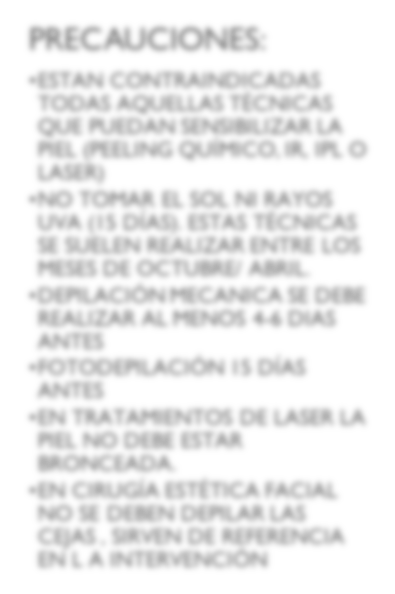 PRECAUCIONES:
•ESTAN CONTRAINDICADAS
TODAS AQUELLAS TÉCNICAS
QUE PUEDAN SENSIBILIZAR LA
PIEL (PEELING QUÍMICO, IR, IPL O
LASER)
•NO TOMAR EL SOL NI RAYOS
UVA (15 DÍAS). ESTAS TÉCNICAS
SE SUELEN REALIZAR ENTRE LOS
MESES DE OCTUBRE/ ABRIL.
•DEPILACIÓN MECANICA SE DEBE
REALIZAR AL MENOS 4-6 DIAS
ANTES
•FOTODEPILACIÓN 15 DÍAS
ANTES
•EN TRATAMIENTOS DE LASER LA
PIEL NO DEBE ESTAR
BRONCEADA.
•EN CIRUGÍA ESTÉTICA FACIAL
NO SE DEBEN DEPILAR LAS
CEJAS , SIRVEN DE REFERENCIA
EN L A INTERVENCIÓN